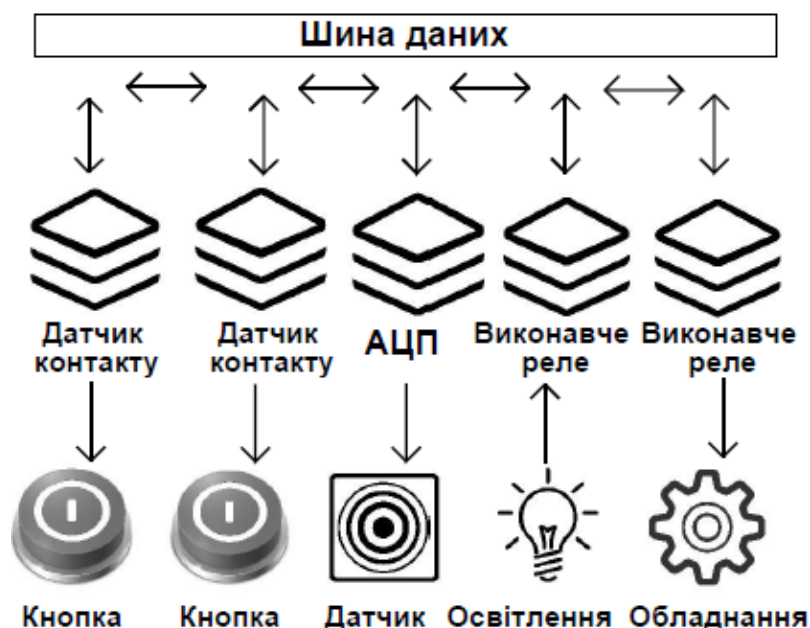 Шина даних
Датчик
контакту
Датчик
контакту
АЦП
Виконавче
реле
Виконавче
реле
Кнопка
Кнопка
Датчик
Освітлення
Обладнання